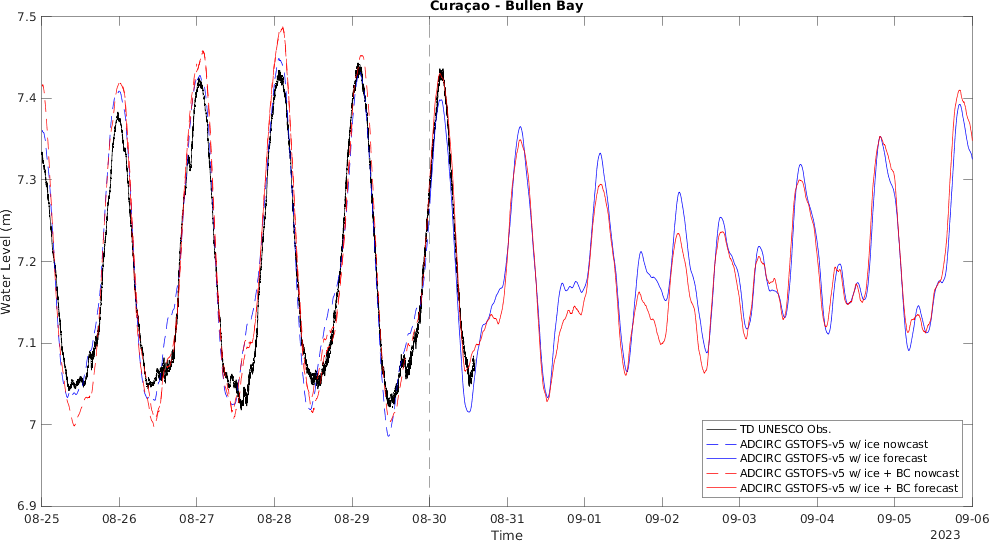 Curaçao - Bullen Bay
Water Level (m)
7.5
7.4
7.3
7.2
7.1
7
6.9
08-25 08-26 08-27 08-28 08-29 08-30 08-31 09-01 09-02 09-03 09-04 09-05 09-06
Time
2023
TD UNESCO Obs.
ADCIRC GSTOFS-v5 w/ ice nowcast
ADCIRC GSTOFS-v5 w/ ice forecast
ADCIRC GSTOFS-v5 w/ ice + BC nowcast
ADCIRC GSTOFS-v5 w/ ice + BC forecast